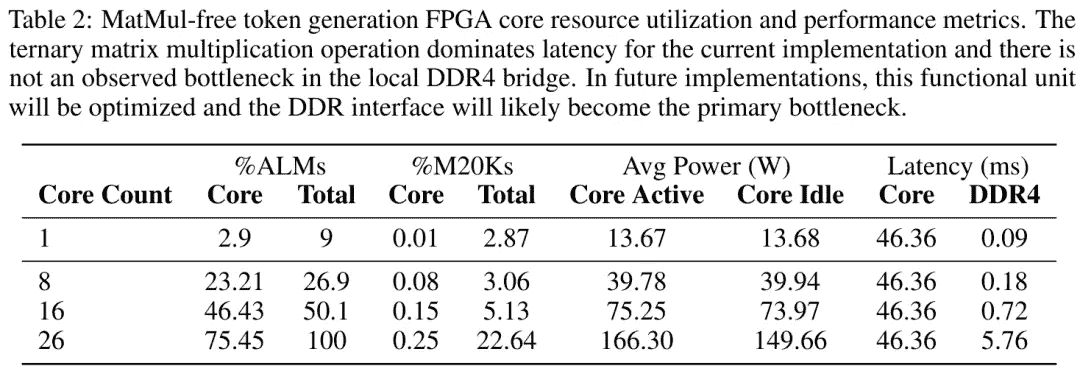 Table 2: MatMul-free token generation FPGA core resource utilization and performance metrics. The
ternary matrix multiplication operation dominates latency for the current implementation and there is
not an observed bottleneck in the local DDR4 bridge. In future implementations, this functional unit
will be optimized and the DDR interface will likely become the primary bottleneck.
%ALMs %M20Ks Avg Power (W) Latency (ms)
Core Count Core Total Core Total Core Active Core Idle Core DDR4
1 2.9 9 0.01 2.87 13.67 13.68 46.36 0.09
8 23.21 26.9 0.08 3.06 39.78 39.94 46.36 0.18
16 46.43 50.1 0.15 5.13 75.25 73.97 46.36 0.72
26 75.45 100 0.25 22.64 166.30 149.66 46.36 5.76